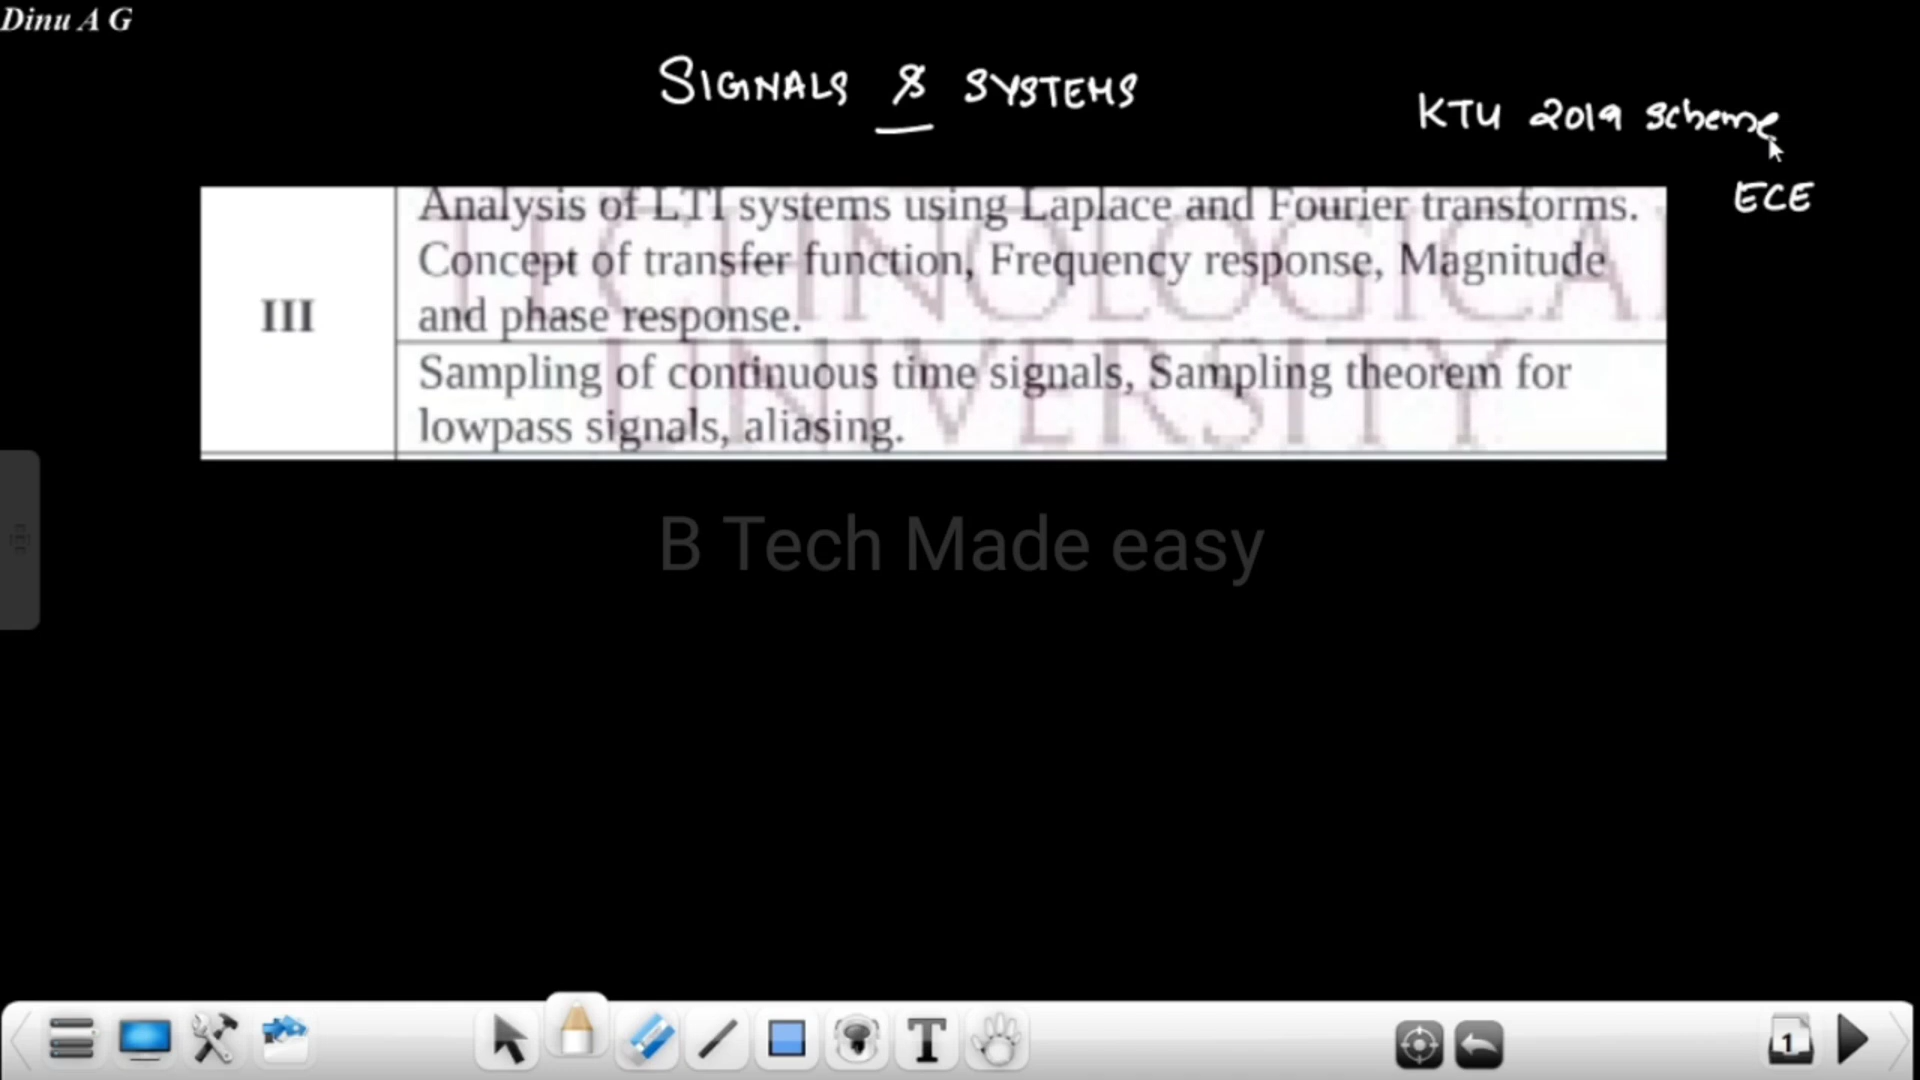 Dinu A G
SIGNALS & SYSTEMS
KTU 2019 scheme
ECE
III
Analysis of LTI systems using Laplace and Fourier transforms.
Concept of transfer function, Frequency response, Magnitude
and phase response.
Sampling of continuous time signals, Sampling theorem for
lowpass signals, aliasing.
TECHNOLOGICAL
UNIVERSITY
B Tech Made easy
T
1